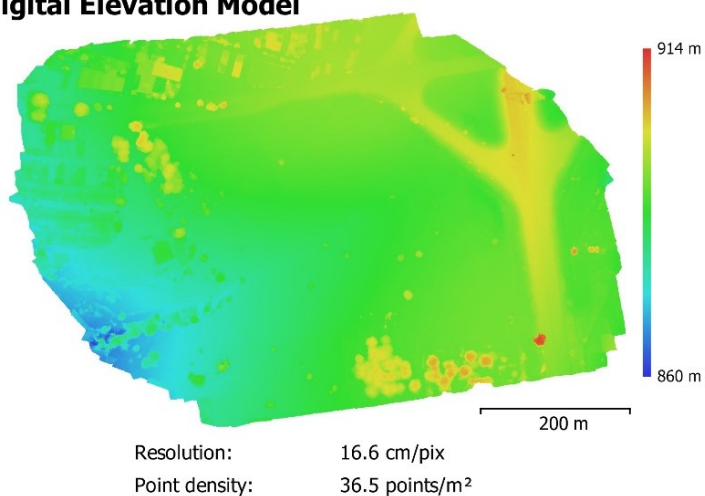 igital Elevation Model
914 m
860 m
200 m
Resolution: 16.6 cm/pix
Point density: 36.5 points/m²